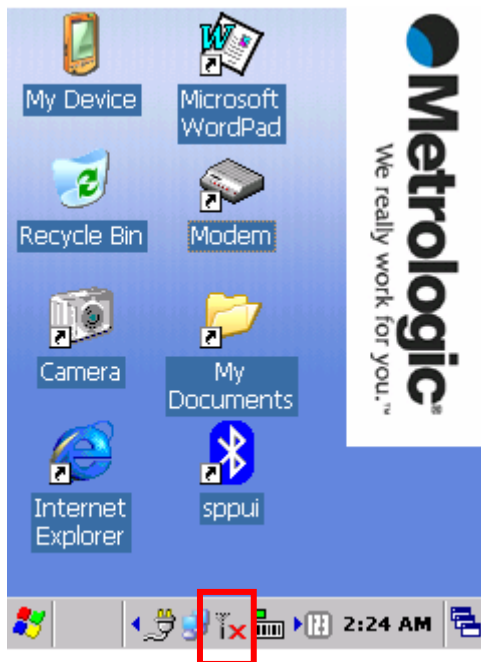 My Device
Microsoft
WordPad
Recycle Bin
Modem
Camera
My
Documents
Internet
Explorer
sppui
Metrologic®
We really work for you.™
2:24 AM